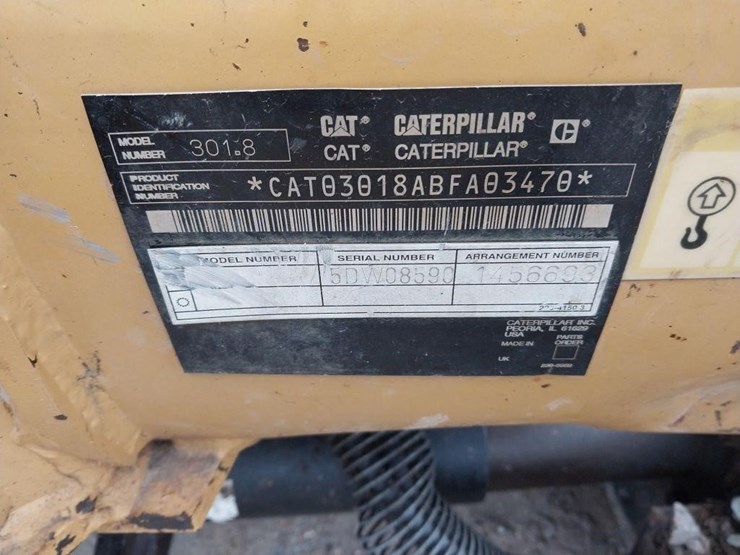 CAT® CATERPILLAR® C®
CAT® CATERPILLAR®
MODEL NUMBER 301.8
PRODUCT IDENTIFICATION NUMBER *CAT03018ABFA03470*
MODEL NUMBER SERIAL NUMBER ARRANGEMENT NUMBER
5DW08590 1456693
CATERPILLAR INC.
PEORIA, IL 61629
USA
MADE IN PARTS ORDER
UK